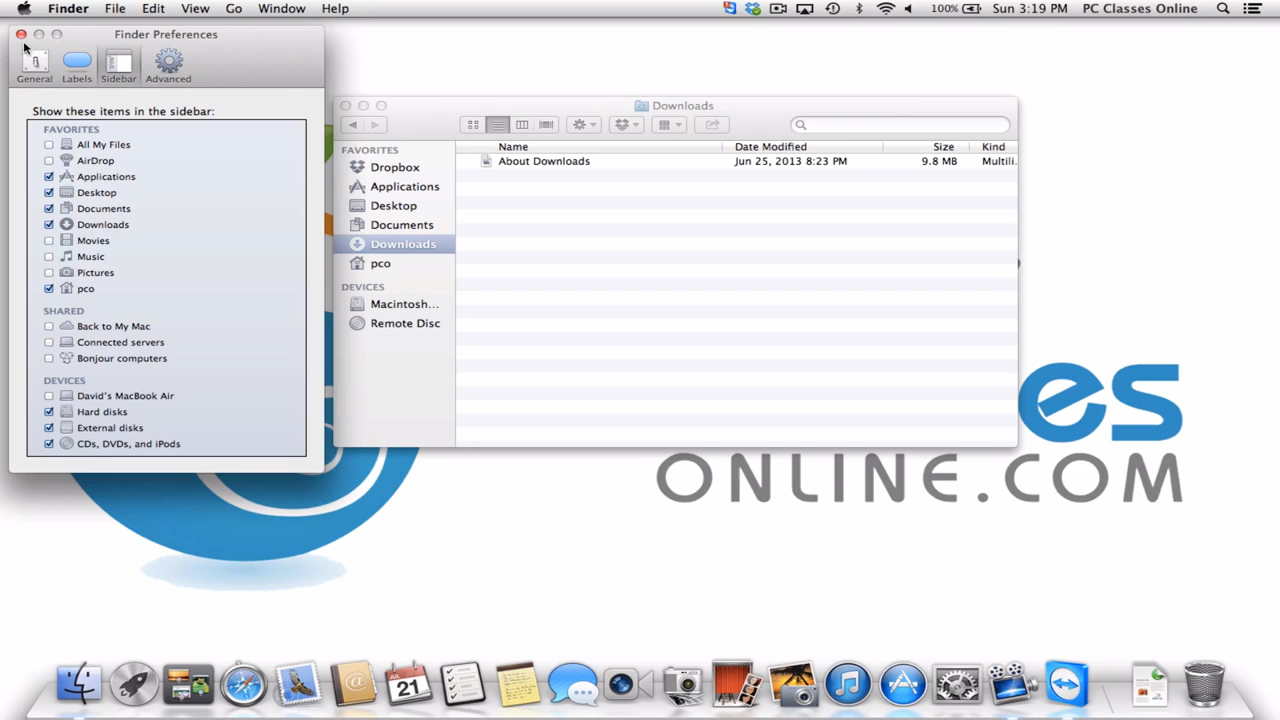 Finder File Edit View Go Window Help 100% Sun 3:19 PM PC Classes Online
Finder Preferences
General Labels Sidebar Advanced
Show these items in the sidebar:
FAVORITES
All My Files
AirDrop
Applications
Desktop
Documents
Downloads
Movies
Music
Pictures
pco
SHARED
Back to My Mac
Connected servers
Bonjour computers
DEVICES
David's MacBook Air
Hard disks
External disks
CDs, DVDs, and iPods
Downloads
FAVORITES
Dropbox
Applications
Desktop
Documents
Downloads
pco
DEVICES
Macintosh...
Remote Disc
Name Date Modified Size Kind
About Downloads Jun 25, 2013 8:23 PM 9.8 MB Multili...
es
ONLINE.COM
JUL
21